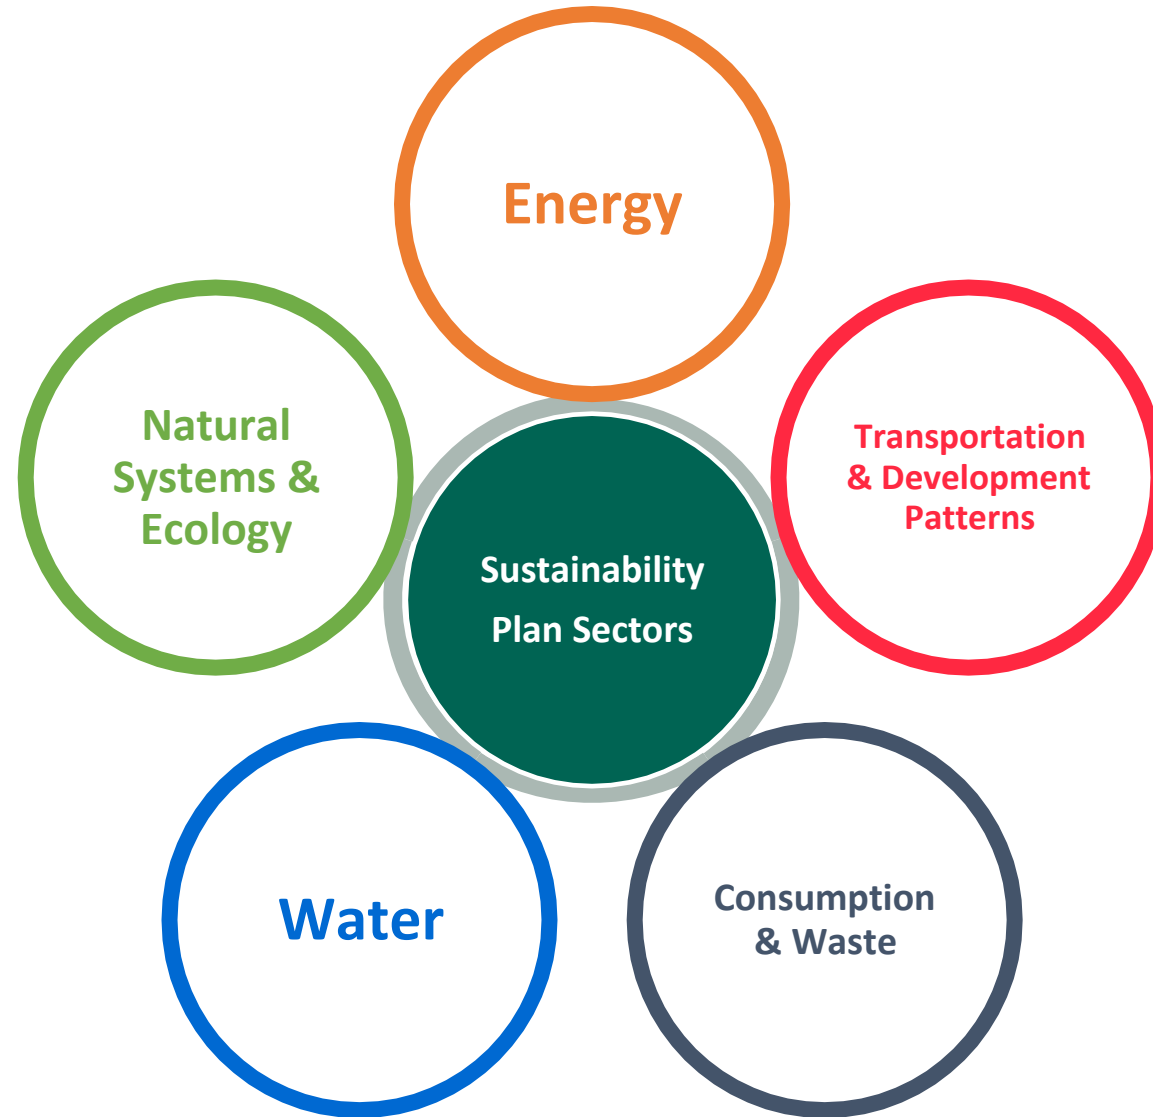 Energy
Natural
Systems &
Ecology
Transportation
& Development
Patterns
Sustainability
Plan Sectors
Water
Consumption
& Waste